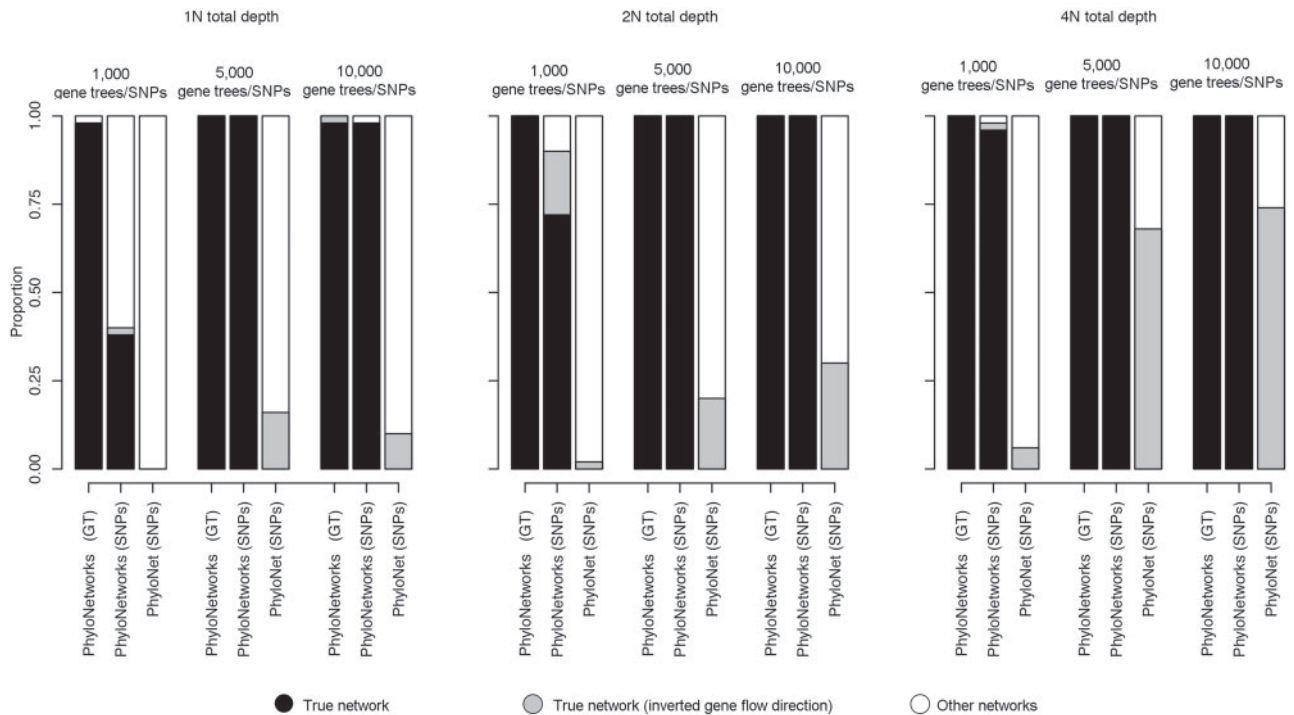 1N total depth
2N total depth
4N total depth
1,000
gene trees/SNPs
5,000
gene trees/SNPs
10,000
gene trees/SNPs
1,000
gene trees/SNPs
5,000
gene trees/SNPs
10,000
gene trees/SNPs
1,000
gene trees/SNPs
5,000
gene trees/SNPs
10,000
gene trees/SNPs
Proportion
1.00
0.75
0.50
0.25
0.00
PhyloNetworks (GT)
PhyloNetworks (SNPs)
PhyloNet (SNPs)
PhyloNetworks (GT)
PhyloNetworks (SNPs)
PhyloNet (SNPs)
PhyloNetworks (GT)
PhyloNetworks (SNPs)
PhyloNet (SNPs)
PhyloNetworks (GT)
PhyloNetworks (SNPs)
PhyloNet (SNPs)
PhyloNetworks (GT)
PhyloNetworks (SNPs)
PhyloNet (SNPs)
PhyloNetworks (GT)
PhyloNetworks (SNPs)
PhyloNet (SNPs)
PhyloNetworks (GT)
PhyloNetworks (SNPs)
PhyloNet (SNPs)
PhyloNetworks (GT)
PhyloNetworks (SNPs)
PhyloNet (SNPs)
PhyloNetworks (GT)
PhyloNetworks (SNPs)
PhyloNet (SNPs)
True network
True network (inverted gene flow direction)
Other networks